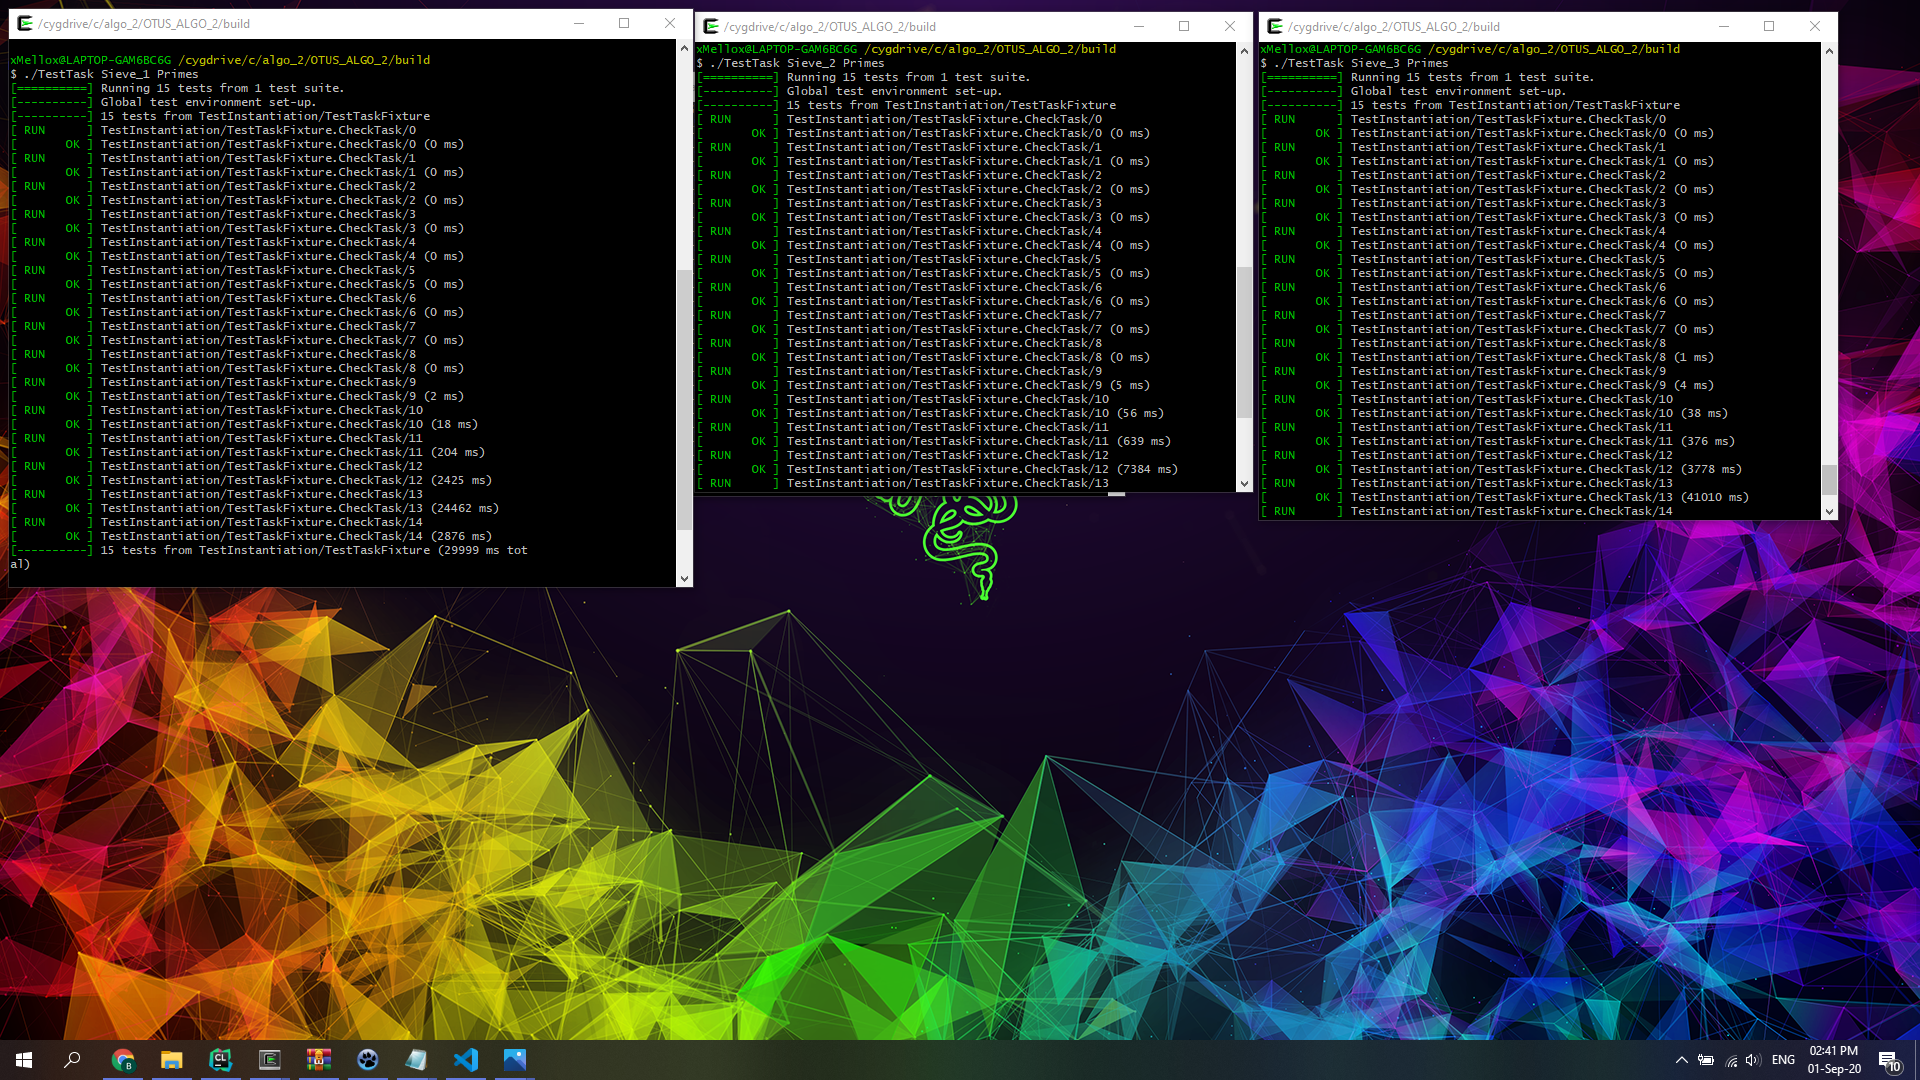 /cygdrive/c/algo_2/OTUS_ALGO_2/build
xMellox@LAPTOP-GAM6BC6G /cygdrive/c/algo_2/OTUS_ALGO_2/build
$ ./TestTask Sieve_1 Primes
[==========] Running 15 tests from 1 test suite.
[----------] Global test environment set-up.
[----------] 15 tests from TestInstantiation/TestTaskFixture
[ RUN      ] TestInstantiation/TestTaskFixture.CheckTask/0
[       OK ] TestInstantiation/TestTaskFixture.CheckTask/0 (0 ms)
[ RUN      ] TestInstantiation/TestTaskFixture.CheckTask/1
[       OK ] TestInstantiation/TestTaskFixture.CheckTask/1 (0 ms)
[ RUN      ] TestInstantiation/TestTaskFixture.CheckTask/2
[       OK ] TestInstantiation/TestTaskFixture.CheckTask/2 (0 ms)
[ RUN      ] TestInstantiation/TestTaskFixture.CheckTask/3
[       OK ] TestInstantiation/TestTaskFixture.CheckTask/3 (0 ms)
[ RUN      ] TestInstantiation/TestTaskFixture.CheckTask/4
[       OK ] TestInstantiation/TestTaskFixture.CheckTask/4 (0 ms)
[ RUN      ] TestInstantiation/TestTaskFixture.CheckTask/5
[       OK ] TestInstantiation/TestTaskFixture.CheckTask/5 (0 ms)
[ RUN      ] TestInstantiation/TestTaskFixture.CheckTask/6
[       OK ] TestInstantiation/TestTaskFixture.CheckTask/6 (0 ms)
[ RUN      ] TestInstantiation/TestTaskFixture.CheckTask/7
[       OK ] TestInstantiation/TestTaskFixture.CheckTask/7 (0 ms)
[ RUN      ] TestInstantiation/TestTaskFixture.CheckTask/8
[       OK ] TestInstantiation/TestTaskFixture.CheckTask/8 (0 ms)
[ RUN      ] TestInstantiation/TestTaskFixture.CheckTask/9
[       OK ] TestInstantiation/TestTaskFixture.CheckTask/9 (2 ms)
[ RUN      ] TestInstantiation/TestTaskFixture.CheckTask/10
[       OK ] TestInstantiation/TestTaskFixture.CheckTask/10 (18 ms)
[ RUN      ] TestInstantiation/TestTaskFixture.CheckTask/11
[       OK ] TestInstantiation/TestTaskFixture.CheckTask/11 (204 ms)
[ RUN      ] TestInstantiation/TestTaskFixture.CheckTask/12
[       OK ] TestInstantiation/TestTaskFixture.CheckTask/12 (2425 ms)
[ RUN      ] TestInstantiation/TestTaskFixture.CheckTask/13
[       OK ] TestInstantiation/TestTaskFixture.CheckTask/13 (24462 ms)
[ RUN      ] TestInstantiation/TestTaskFixture.CheckTask/14
[       OK ] TestInstantiation/TestTaskFixture.CheckTask/14 (2876 ms)
[----------] 15 tests from TestInstantiation/TestTaskFixture (29999 ms tot
al)
/cygdrive/c/algo_2/OTUS_ALGO_2/build
xMellox@LAPTOP-GAM6BC6G /cygdrive/c/algo_2/OTUS_ALGO_2/build
$ ./TestTask Sieve_2 Primes
[==========] Running 15 tests from 1 test suite.
[----------] Global test environment set-up.
[----------] 15 tests from TestInstantiation/TestTaskFixture
[ RUN      ] TestInstantiation/TestTaskFixture.CheckTask/0
[       OK ] TestInstantiation/TestTaskFixture.CheckTask/0 (0 ms)
[ RUN      ] TestInstantiation/TestTaskFixture.CheckTask/1
[       OK ] TestInstantiation/TestTaskFixture.CheckTask/1 (0 ms)
[ RUN      ] TestInstantiation/TestTaskFixture.CheckTask/2
[       OK ] TestInstantiation/TestTaskFixture.CheckTask/2 (0 ms)
[ RUN      ] TestInstantiation/TestTaskFixture.CheckTask/3
[       OK ] TestInstantiation/TestTaskFixture.CheckTask/3 (0 ms)
[ RUN      ] TestInstantiation/TestTaskFixture.CheckTask/4
[       OK ] TestInstantiation/TestTaskFixture.CheckTask/4 (0 ms)
[ RUN      ] TestInstantiation/TestTaskFixture.CheckTask/5
[       OK ] TestInstantiation/TestTaskFixture.CheckTask/5 (0 ms)
[ RUN      ] TestInstantiation/TestTaskFixture.CheckTask/6
[       OK ] TestInstantiation/TestTaskFixture.CheckTask/6 (0 ms)
[ RUN      ] TestInstantiation/TestTaskFixture.CheckTask/7
[       OK ] TestInstantiation/TestTaskFixture.CheckTask/7 (0 ms)
[ RUN      ] TestInstantiation/TestTaskFixture.CheckTask/8
[       OK ] TestInstantiation/TestTaskFixture.CheckTask/8 (0 ms)
[ RUN      ] TestInstantiation/TestTaskFixture.CheckTask/9
[       OK ] TestInstantiation/TestTaskFixture.CheckTask/9 (5 ms)
[ RUN      ] TestInstantiation/TestTaskFixture.CheckTask/10
[       OK ] TestInstantiation/TestTaskFixture.CheckTask/10 (56 ms)
[ RUN      ] TestInstantiation/TestTaskFixture.CheckTask/11
[       OK ] TestInstantiation/TestTaskFixture.CheckTask/11 (639 ms)
[ RUN      ] TestInstantiation/TestTaskFixture.CheckTask/12
[       OK ] TestInstantiation/TestTaskFixture.CheckTask/12 (7384 ms)
[ RUN      ] TestInstantiation/TestTaskFixture.CheckTask/13
/cygdrive/c/algo_2/OTUS_ALGO_2/build
xMellox@LAPTOP-GAM6BC6G /cygdrive/c/algo_2/OTUS_ALGO_2/build
$ ./TestTask Sieve_3 Primes
[==========] Running 15 tests from 1 test suite.
[----------] Global test environment set-up.
[----------] 15 tests from TestInstantiation/TestTaskFixture
[ RUN      ] TestInstantiation/TestTaskFixture.CheckTask/0
[       OK ] TestInstantiation/TestTaskFixture.CheckTask/0 (0 ms)
[ RUN      ] TestInstantiation/TestTaskFixture.CheckTask/1
[       OK ] TestInstantiation/TestTaskFixture.CheckTask/1 (0 ms)
[ RUN      ] TestInstantiation/TestTaskFixture.CheckTask/2
[       OK ] TestInstantiation/TestTaskFixture.CheckTask/2 (0 ms)
[ RUN      ] TestInstantiation/TestTaskFixture.CheckTask/3
[       OK ] TestInstantiation/TestTaskFixture.CheckTask/3 (0 ms)
[ RUN      ] TestInstantiation/TestTaskFixture.CheckTask/4
[       OK ] TestInstantiation/TestTaskFixture.CheckTask/4 (0 ms)
[ RUN      ] TestInstantiation/TestTaskFixture.CheckTask/5
[       OK ] TestInstantiation/TestTaskFixture.CheckTask/5 (0 ms)
[ RUN      ] TestInstantiation/TestTaskFixture.CheckTask/6
[       OK ] TestInstantiation/TestTaskFixture.CheckTask/6 (0 ms)
[ RUN      ] TestInstantiation/TestTaskFixture.CheckTask/7
[       OK ] TestInstantiation/TestTaskFixture.CheckTask/7 (0 ms)
[ RUN      ] TestInstantiation/TestTaskFixture.CheckTask/8
[       OK ] TestInstantiation/TestTaskFixture.CheckTask/8 (1 ms)
[ RUN      ] TestInstantiation/TestTaskFixture.CheckTask/9
[       OK ] TestInstantiation/TestTaskFixture.CheckTask/9 (4 ms)
[ RUN      ] TestInstantiation/TestTaskFixture.CheckTask/10
[       OK ] TestInstantiation/TestTaskFixture.CheckTask/10 (38 ms)
[ RUN      ] TestInstantiation/TestTaskFixture.CheckTask/11
[       OK ] TestInstantiation/TestTaskFixture.CheckTask/11 (376 ms)
[ RUN      ] TestInstantiation/TestTaskFixture.CheckTask/12
[       OK ] TestInstantiation/TestTaskFixture.CheckTask/12 (3778 ms)
[ RUN      ] TestInstantiation/TestTaskFixture.CheckTask/13
[       OK ] TestInstantiation/TestTaskFixture.CheckTask/13 (41010 ms)
[ RUN      ] TestInstantiation/TestTaskFixture.CheckTask/14
B
CL
ENG
02:41 PM
01-Sep-20
10